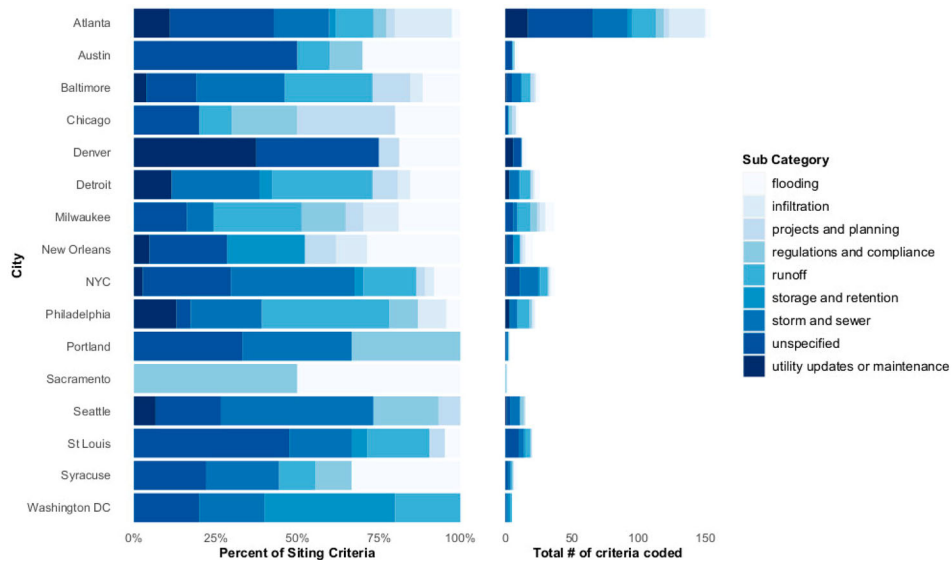 Atlanta
Austin
Baltimore
Chicago
Denver
Detroit
Milwaukee
New Orleans
NYC
Philadelphia
Portland
Sacramento
Seattle
St Louis
Syracuse
Washington DC
City
0% 25% 50% 75% 100%
Percent of Siting Criteria
0 50 100 150
Total # of criteria coded
Sub Category
flooding
infiltration
projects and planning
regulations and compliance
runoff
storage and retention
storm and sewer
unspecified
utility updates or maintenance